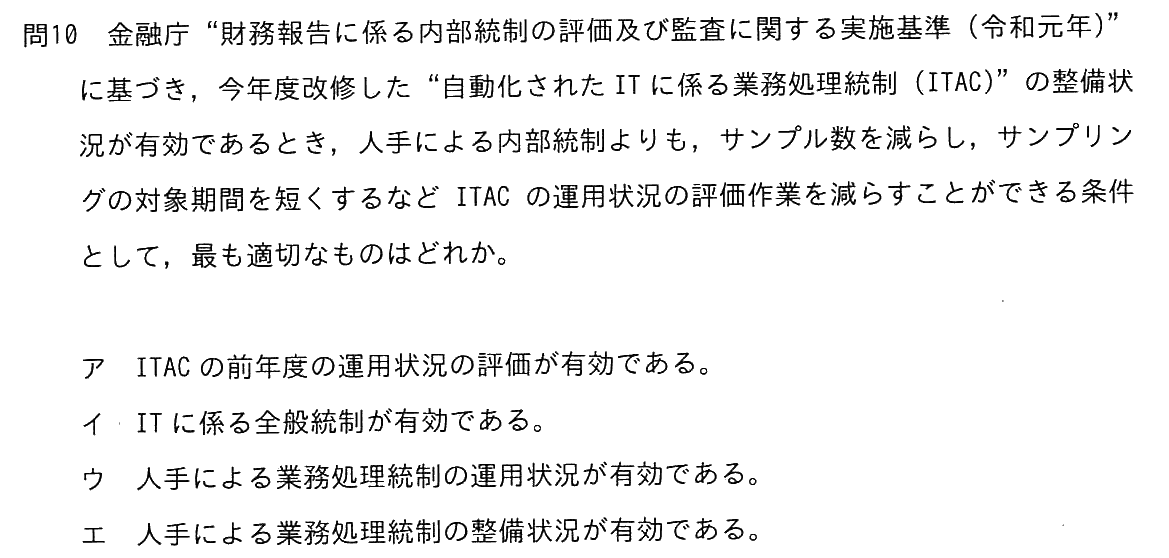 問10 金融庁“財務報告に係る内部統制の評価及び監査に関する実施基準（令和元年）”
に基づき，今年度改修した“自動化された IT に係る業務処理統制（ITAC）”の整備状
況が有効であるとき，人手による内部統制よりも，サンプル数を減らし，サンプリン
グの対象期間を短くするなど ITAC の運用状況の評価作業を減らすことができる条件
として，最も適切なものはどれか。
ア ITAC の前年度の運用状況の評価が有効である。
イ IT に係る全般統制が有効である。
ウ 人手による業務処理統制の運用状況が有効である。
エ 人手による業務処理統制の整備状況が有効である。